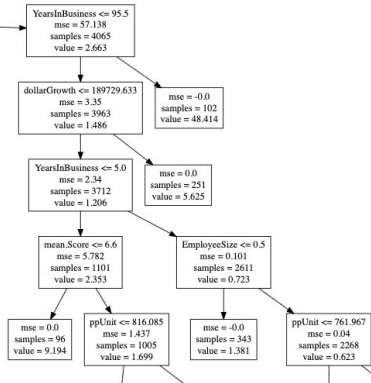 YearsInBusiness <= 95.5
mse = 57.138
samples = 4065
value = 2.663
dollarGrowth <= 189729.633
mse = 3.35
samples = 3963
value = 1.486
mse = -0.0
samples = 102
value = 48.414
YearsInBusiness <= 5.0
mse = 2.34
samples = 3712
value = 1.206
mse = 0.0
samples = 251
value = 5.625
mean.Score <= 6.6
mse = 5.782
samples = 1101
value = 2.353
EmployeeSize <= 0.5
mse = 0.101
samples = 2611
value = 0.723
mse = 0.0
samples = 96
value = 9.194
ppUnit <= 816.085
mse = 1.437
samples = 1005
value = 1.699
mse = -0.0
samples = 343
value = 1.381
ppUnit <= 761.967
mse = 0.04
samples = 2268
value = 0.623